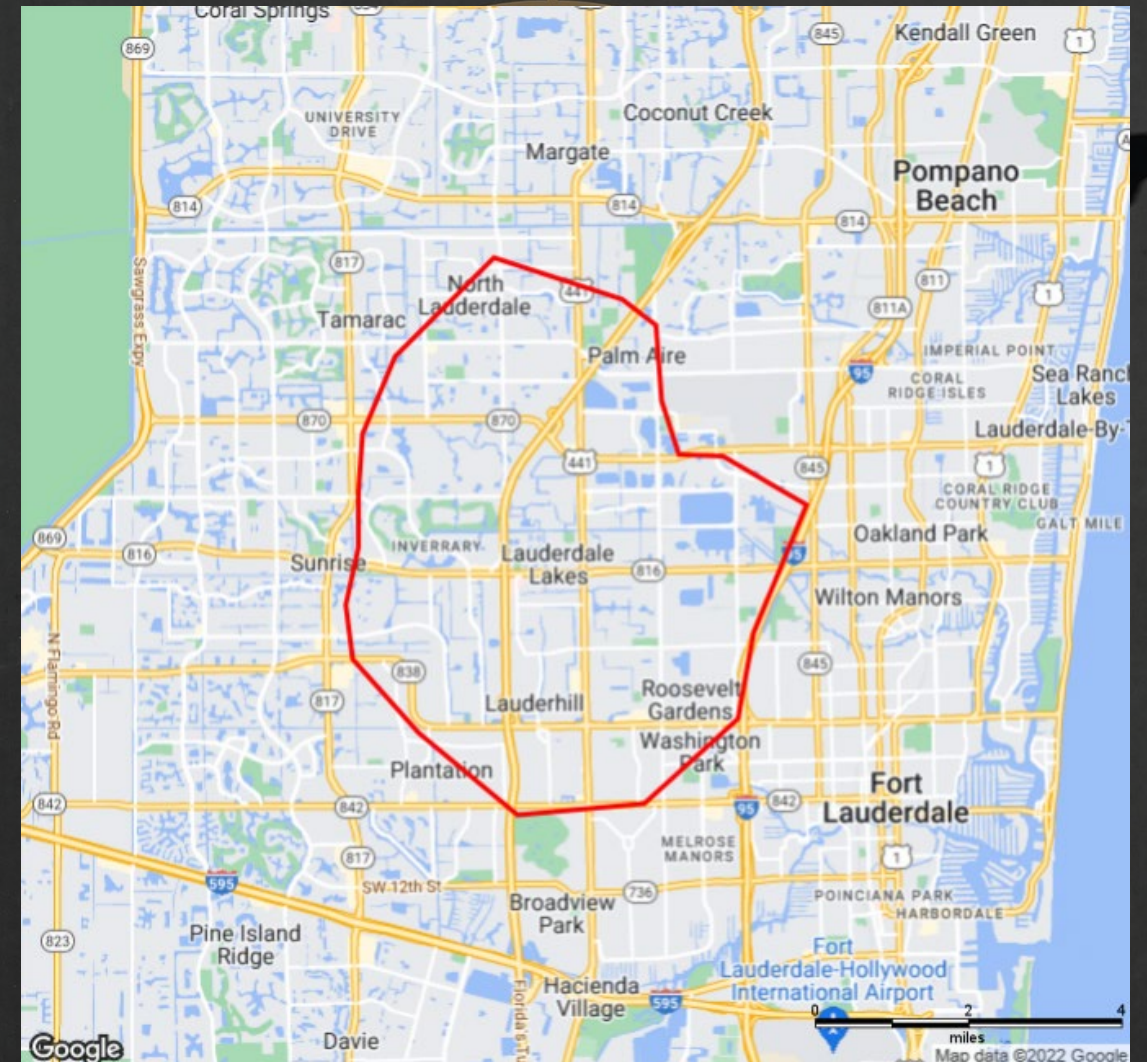 Coral Springs
869
845
Kendall Green
1
UNIVERSITY
DRIVE
Coconut Creek
Margate
Pompano
Beach
814
814
814
817
North
Lauderdale
441
811
1
811A
Tamarac
Sawgrass Expy
Palm Aire
IMPERIAL POINT
95
CORAL
RIDGE ISLES
Sea Ranch
Lakes
870
870
Lauderdale-By-
441
845
1
CORAL RIDGE
COUNTRY CLUB
GALT MILE
869
816
INVERRARY
Sunrise
Lauderdale
Lakes
816
95
Oakland Park
Wilton Manors
N Flamingo Rd
838
845
817
Lauderhill
Roosevelt
Gardens
Washington
Park
Plantation
842
842
95
842
Fort
Lauderdale
MELROSE
MANORS
817
1
595
SW 12th St
736
POINCIANA PARK
HARBORDALE
Broadview
Park
823
Pine Island
Ridge
Fort
Lauderdale-Hollywood
International Airport
Hacienda
Village
595
Florida's
Davie
0 2 4
miles
Google
Map data ©2022 Google